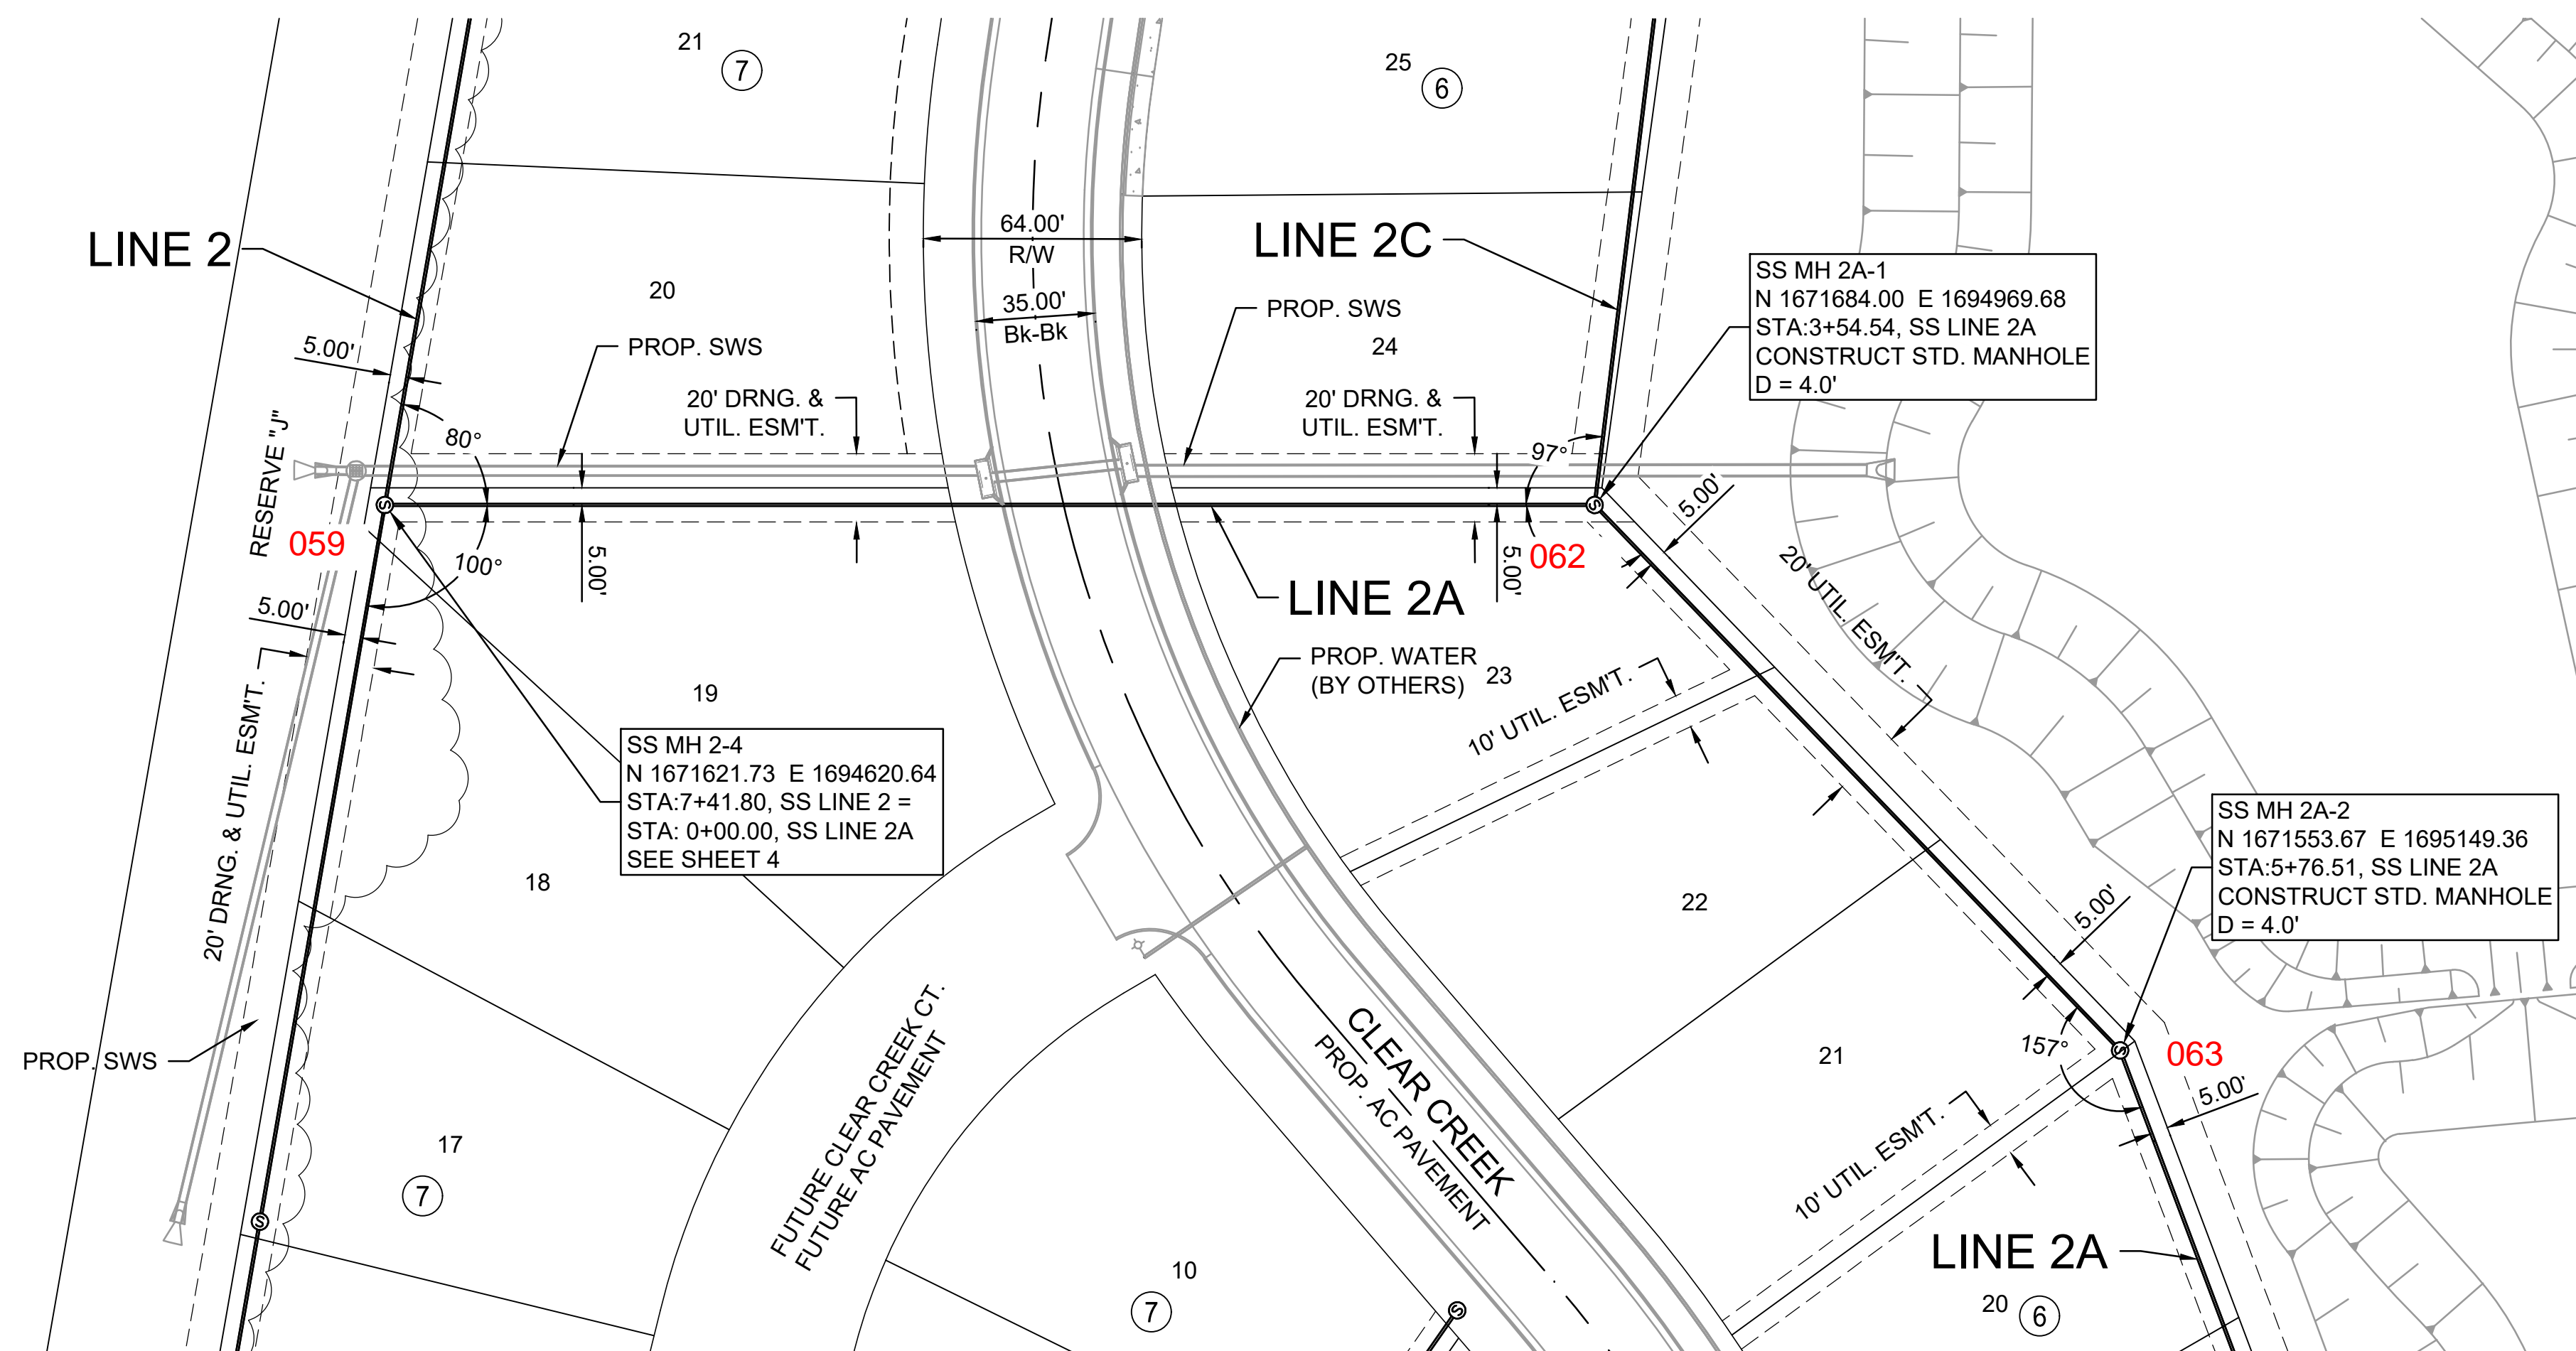 21
7
25
6
LINE 2
64.00'
R/W
LINE 2C
SS MH 2A-1
N 1671684.00 E 1694969.68
STA:3+54.54, SS LINE 2A
CONSTRUCT STD. MANHOLE
D = 4.0'
20
35.00'
Bk-Bk
PROP. SWS
24
5.00'
PROP. SWS
20' DRNG. &
UTIL. ESM'T.
20' DRNG. &
UTIL. ESM'T.
RESERVE "J"
80°
97°
5.00'
S
S
059
100°
5.00'
5.00'
062
20' UTIL. ESM'T.
LINE 2A
5.00'
PROP. WATER
(BY OTHERS)
23
10' UTIL. ESM'T.
20' DRNG. & UTIL. ESM'T.
19
SS MH 2-4
N 1671621.73 E 1694620.64
STA:7+41.80, SS LINE 2 =
STA: 0+00.00, SS LINE 2A
SEE SHEET 4
SS MH 2A-2
N 1671553.67 E 1695149.36
STA:5+76.51, SS LINE 2A
CONSTRUCT STD. MANHOLE
D = 4.0'
18
22
5.00'
PROP. SWS
FUTURE CLEAR CREEK CT.
FUTURE AC PAVEMENT
CLEAR CREEK
PROP. AC PAVEMENT
21
157°
S
063
5.00'
17
7
S
10' UTIL. ESM'T.
10
7
S
LINE 2A
20
6